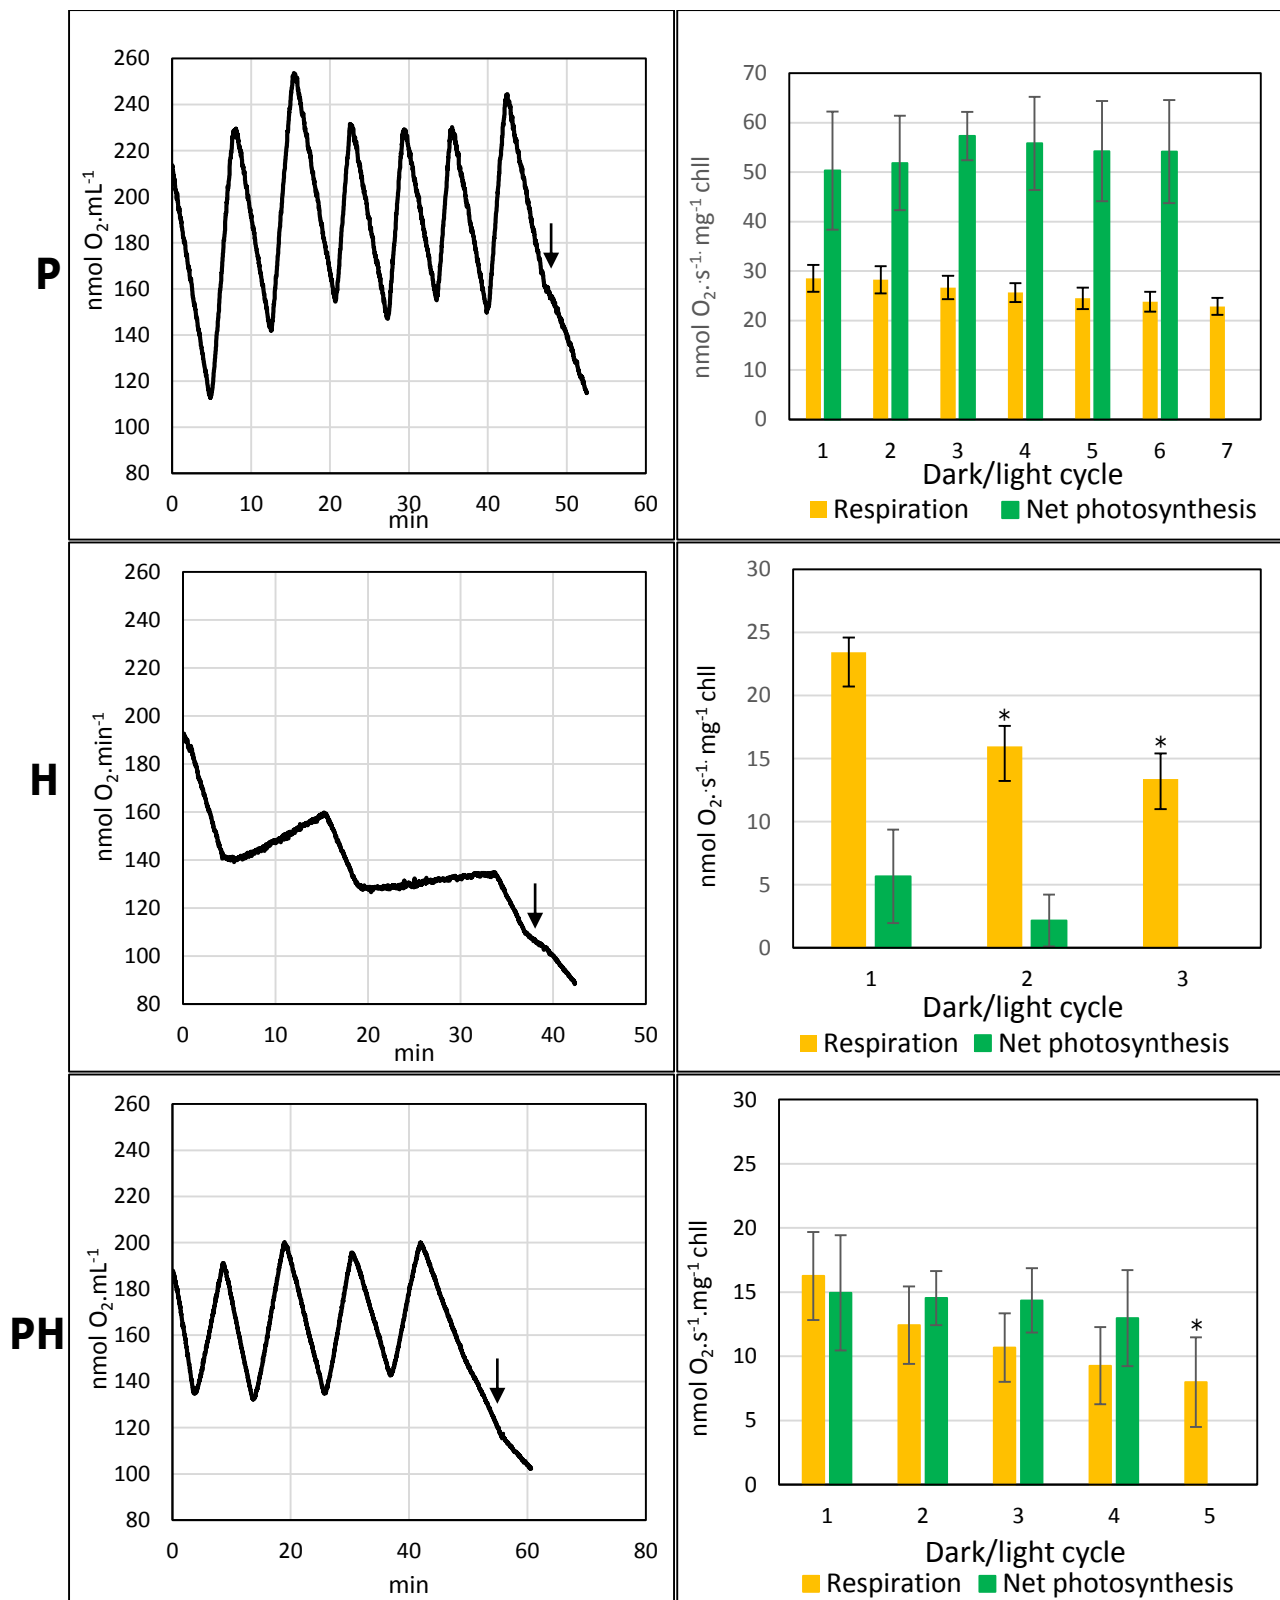 P
nmol O₂.mL⁻¹
260
240
220
200
180
160
140
120
100
80
0 10 20 30 40 50 60
min
nmol O₂.·s⁻¹· mg⁻¹ chll
70
60
50
40
30
20
10
0
1 2 3 4 5 6 7
Dark/light cycle
Respiration Net photosynthesis
H
nmol O₂.min⁻¹
260
240
220
200
180
160
140
120
100
80
0 10 20 30 40 50
min
nmol O₂.·s⁻¹· mg⁻¹ chll
30
25
20
15
10
5
0
* *
1 2 3
Dark/light cycle
Respiration Net photosynthesis
PH
nmol O₂.mL⁻¹
260
240
220
200
180
160
140
120
100
80
0 20 40 60 80
min
nmol O₂.s⁻¹.mg⁻¹ chll
30
25
20
15
10
5
0
*
1 2 3 4 5
Dark/light cycle
Respiration Net photosynthesis